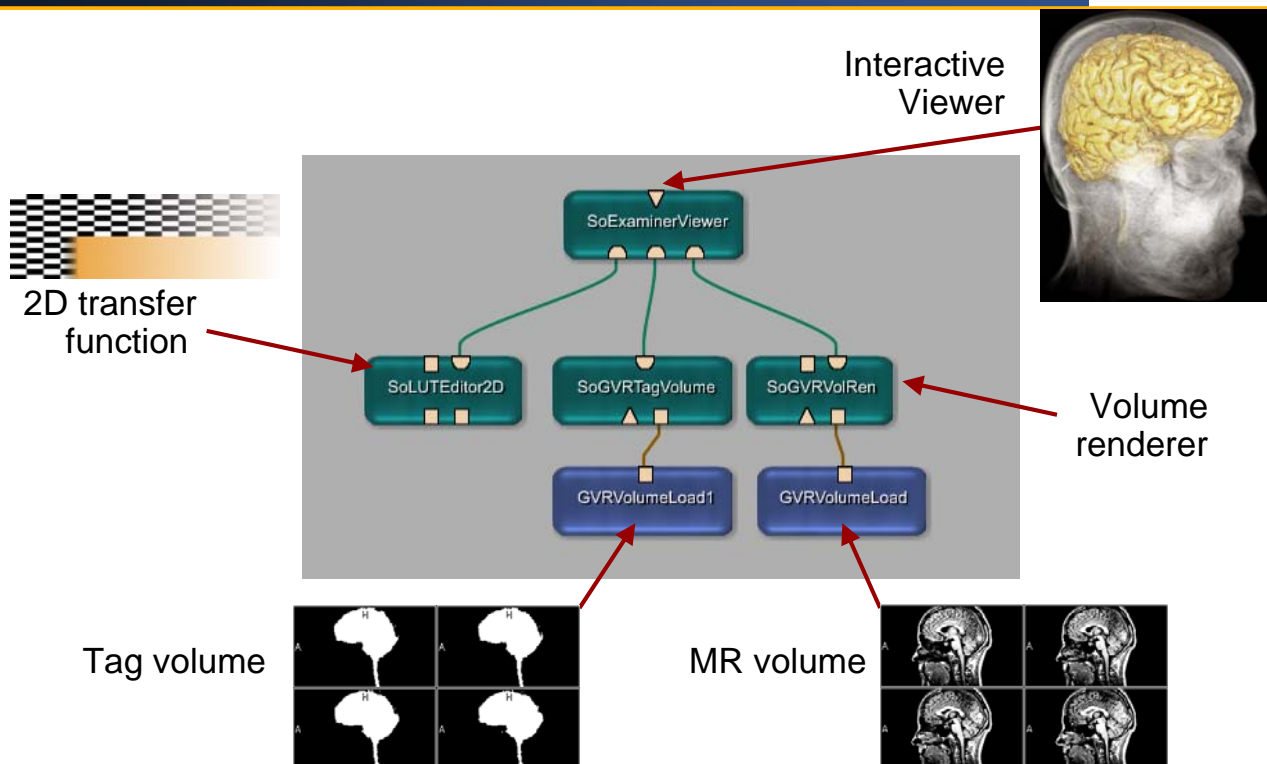 Interactive
Viewer
SoExaminerViewer
2D transfer
function
SoLUTEditor2D
SoGVRTagVolume
SoGVRVolRen
Volume
renderer
GVRVolumeLoad1
GVRVolumeLoad
Tag volume
H
H
A
A
H
H
A
A
MR volume
A
A
A
A